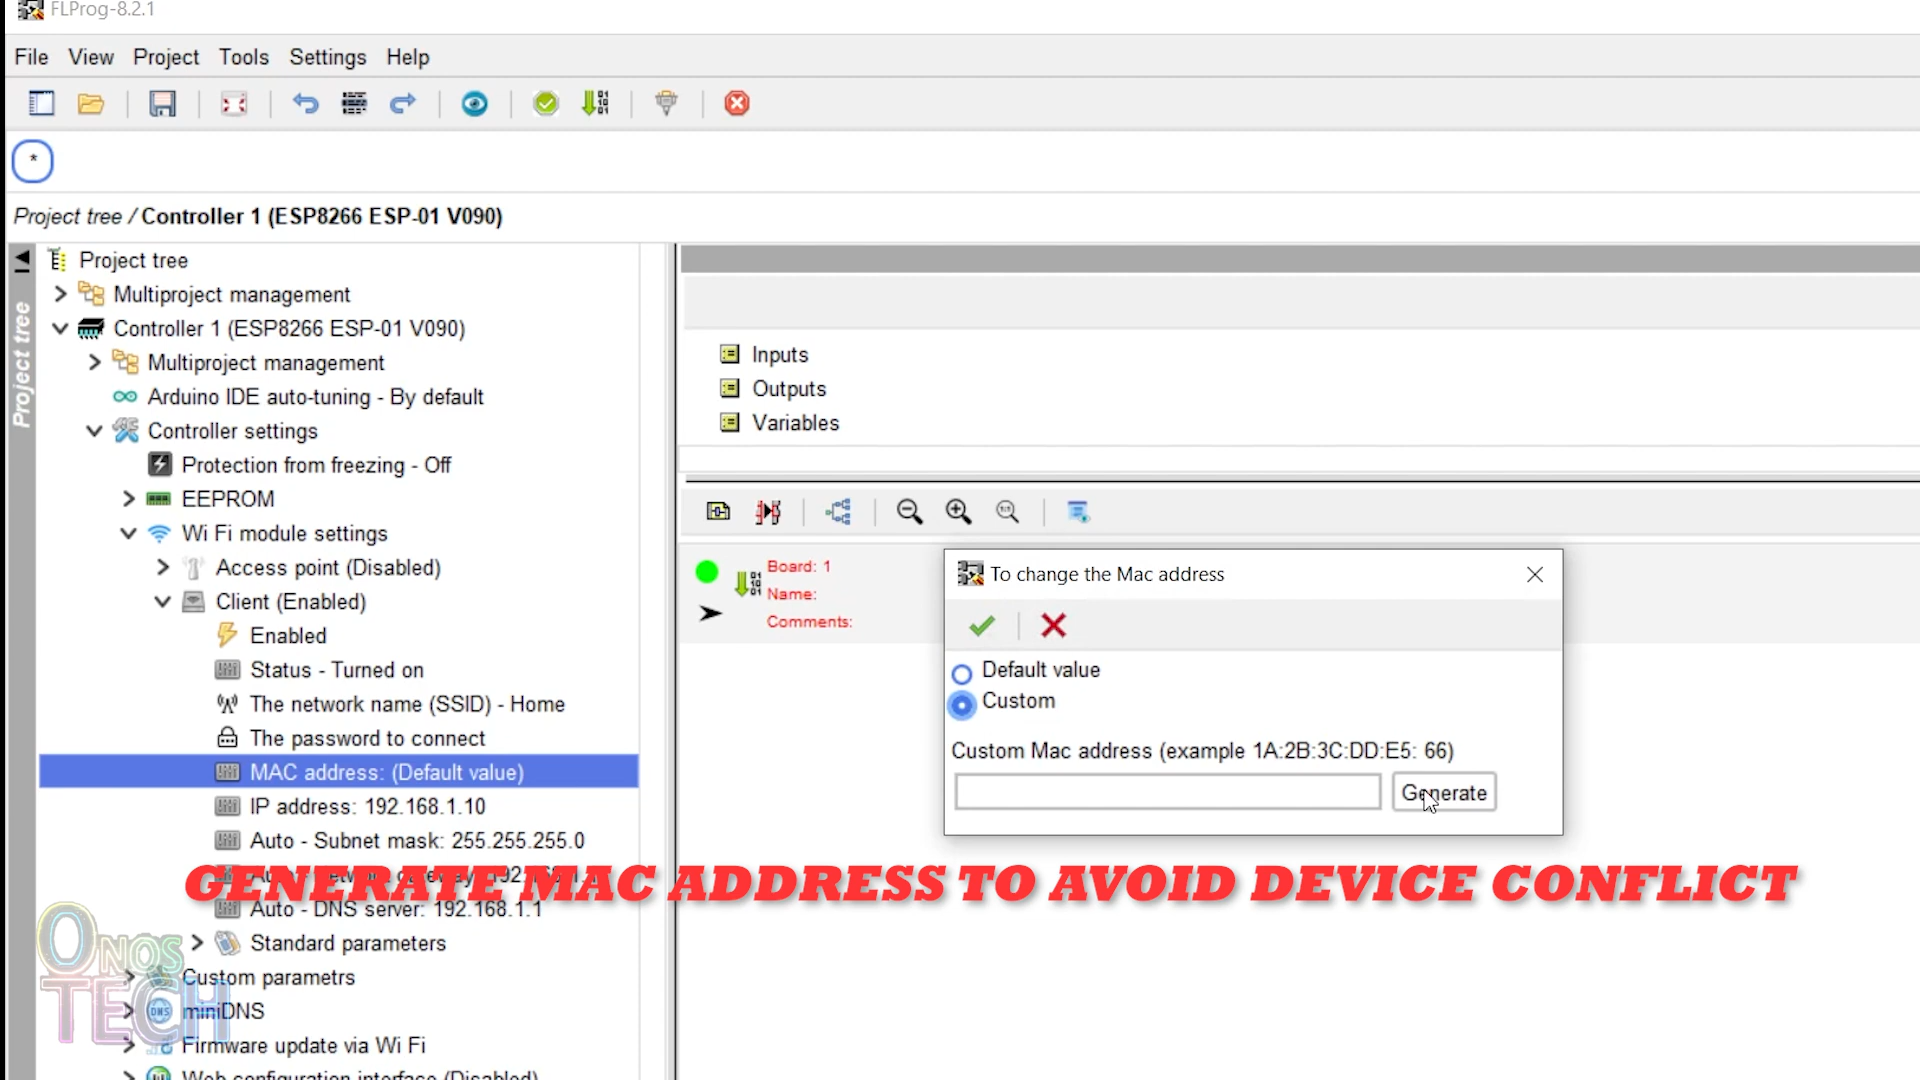 FLProg-8.2.1
File View Project Tools Settings Help
*
Project tree / Controller 1 (ESP8266 ESP-01 V090)
Project tree
Project tree
Multiproject management
Controller 1 (ESP8266 ESP-01 V090)
Multiproject management
Arduino IDE auto-tuning - By default
Controller settings
Protection from freezing - Off
EEPROM
Wi Fi module settings
Access point (Disabled)
Client (Enabled)
Enabled
Status - Turned on
The network name (SSID) - Home
The password to connect
MAC address: (Default value)
IP address: 192.168.1.10
Auto - Subnet mask: 255.255.255.0
Auto - DNS server: 192.168.1.1
Standard parameters
Custom parametrs
miniDNS
Firmware update via Wi Fi
Web configuration interface (Disabled)
Inputs
Outputs
Variables
Board: 1
Name:
Comments:
To change the Mac address
Default value
Custom
Custom Mac address (example 1A:2B:3C:DD:E5: 66)
Generate
GENERATE MAC ADDRESS TO AVOID DEVICE CONFLICT
ONOS
TECH